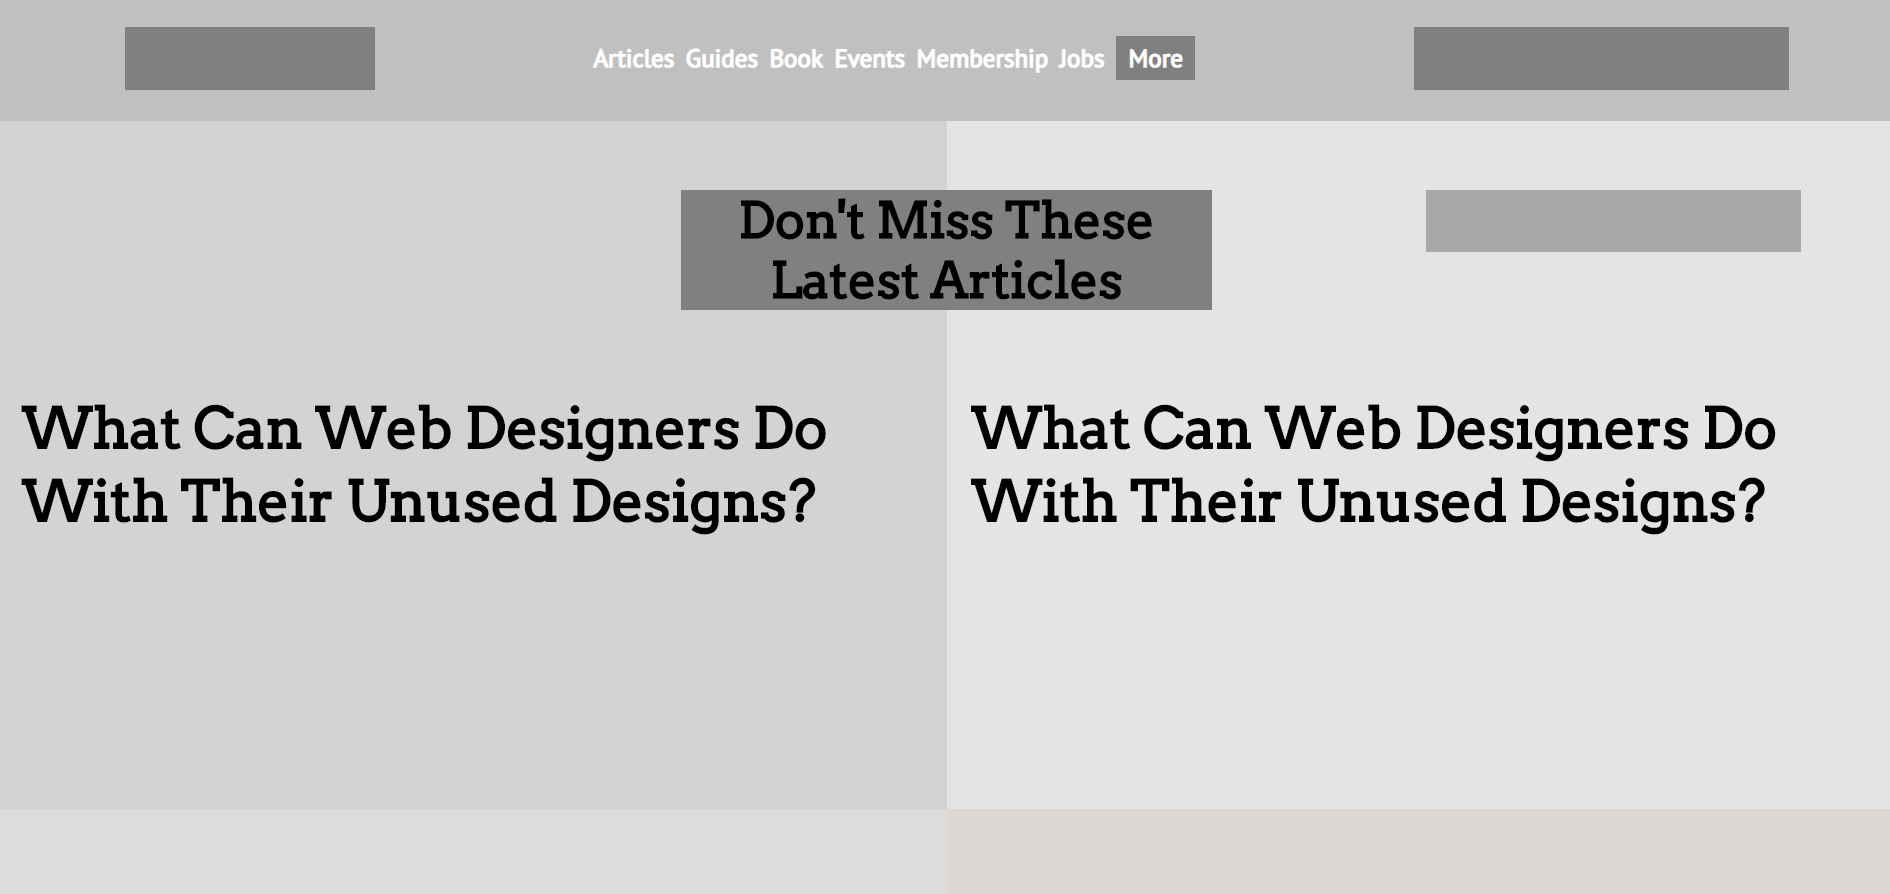 Articles Guides Book Events Membership Jobs More
Don't Miss These
Latest Articles
What Can Web Designers Do
With Their Unused Designs?
What Can Web Designers Do
With Their Unused Designs?